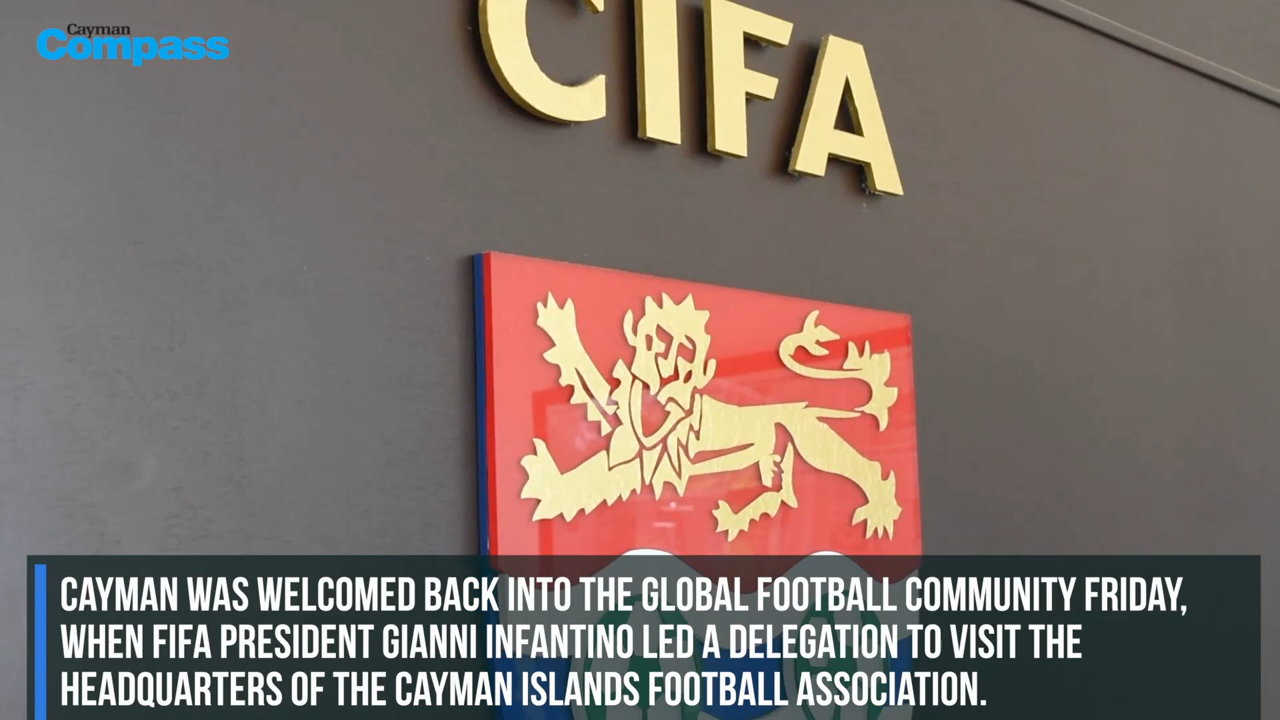 Cayman
Compass
CIFA
CAYMAN WAS WELCOMED BACK INTO THE GLOBAL FOOTBALL COMMUNITY FRIDAY,
WHEN FIFA PRESIDENT GIANNI INFANTINO LED A DELEGATION TO VISIT THE
HEADQUARTERS OF THE CAYMAN ISLANDS FOOTBALL ASSOCIATION.